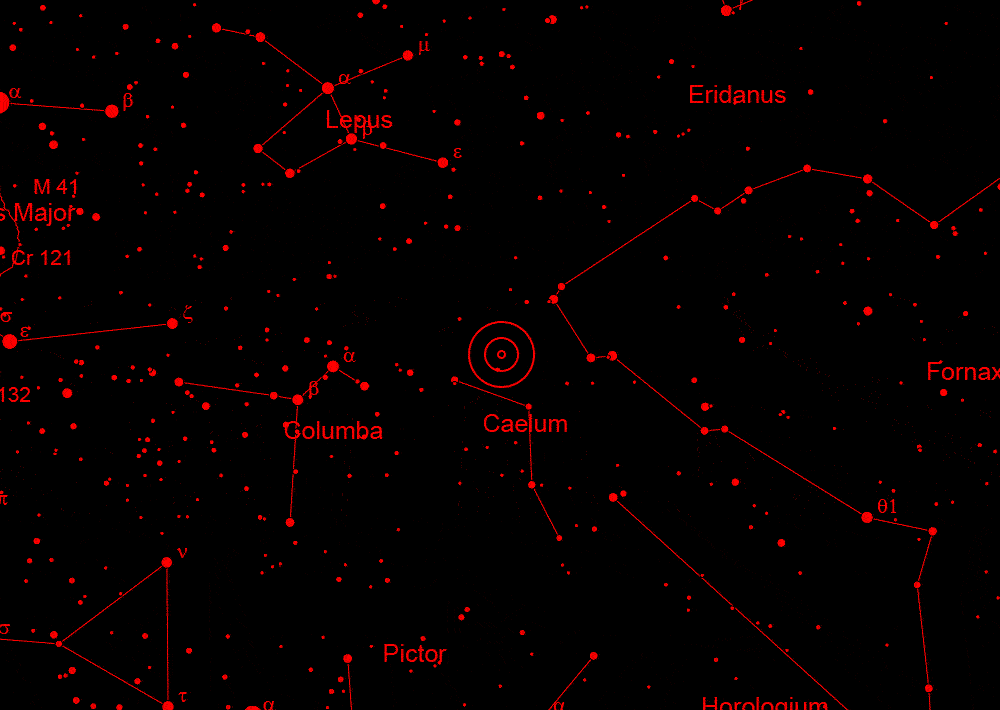 γ
μ
α
α
β
Eridanus
Lepus
β
ε
M 41
s Major
Cr 121
ζ
σ
ε
α
Fornax
132
β
Caelum
Columba
π
θ1
ν
σ
Pictor
τ
α
α
Horologium